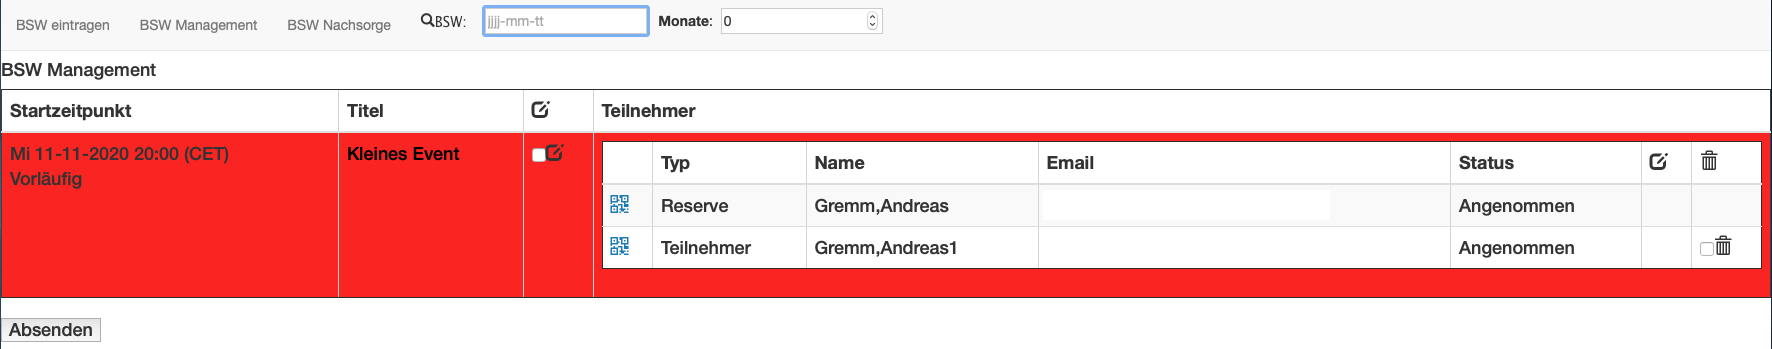 BSW eintragen BSW Management BSW Nachsorge BSW: jjjj-mm-tt Monate: 0
BSW Management
Startzeitpunkt Titel Teilnehmer
Mi 11-11-2020 20:00 (CET) Kleines Event
Vorläufig
Typ Name Email Status
Reserve Gremm,Andreas Angenommen
Teilnehmer Gremm,Andreas1 Angenommen
Absenden